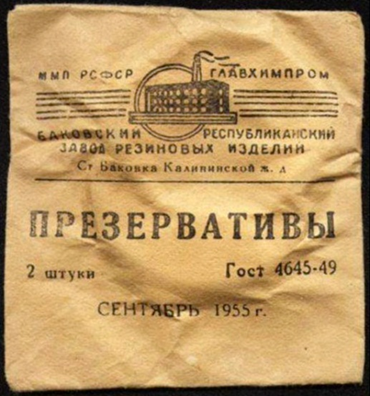 МЫП РСФСР ГЛАВХИМПРОМ
БАКОВСКИЙ РЕСПУБЛИКАНСКИЙ
ЗАВОД РЕЗИНОВЫХ ИЗДЕЛИЙ
Ст Баковка Калининской ж. д
ПРЕЗЕРВАТИВЫ
2 штуки Гост 4645-49
СЕНТЯБРЬ 1955 г.